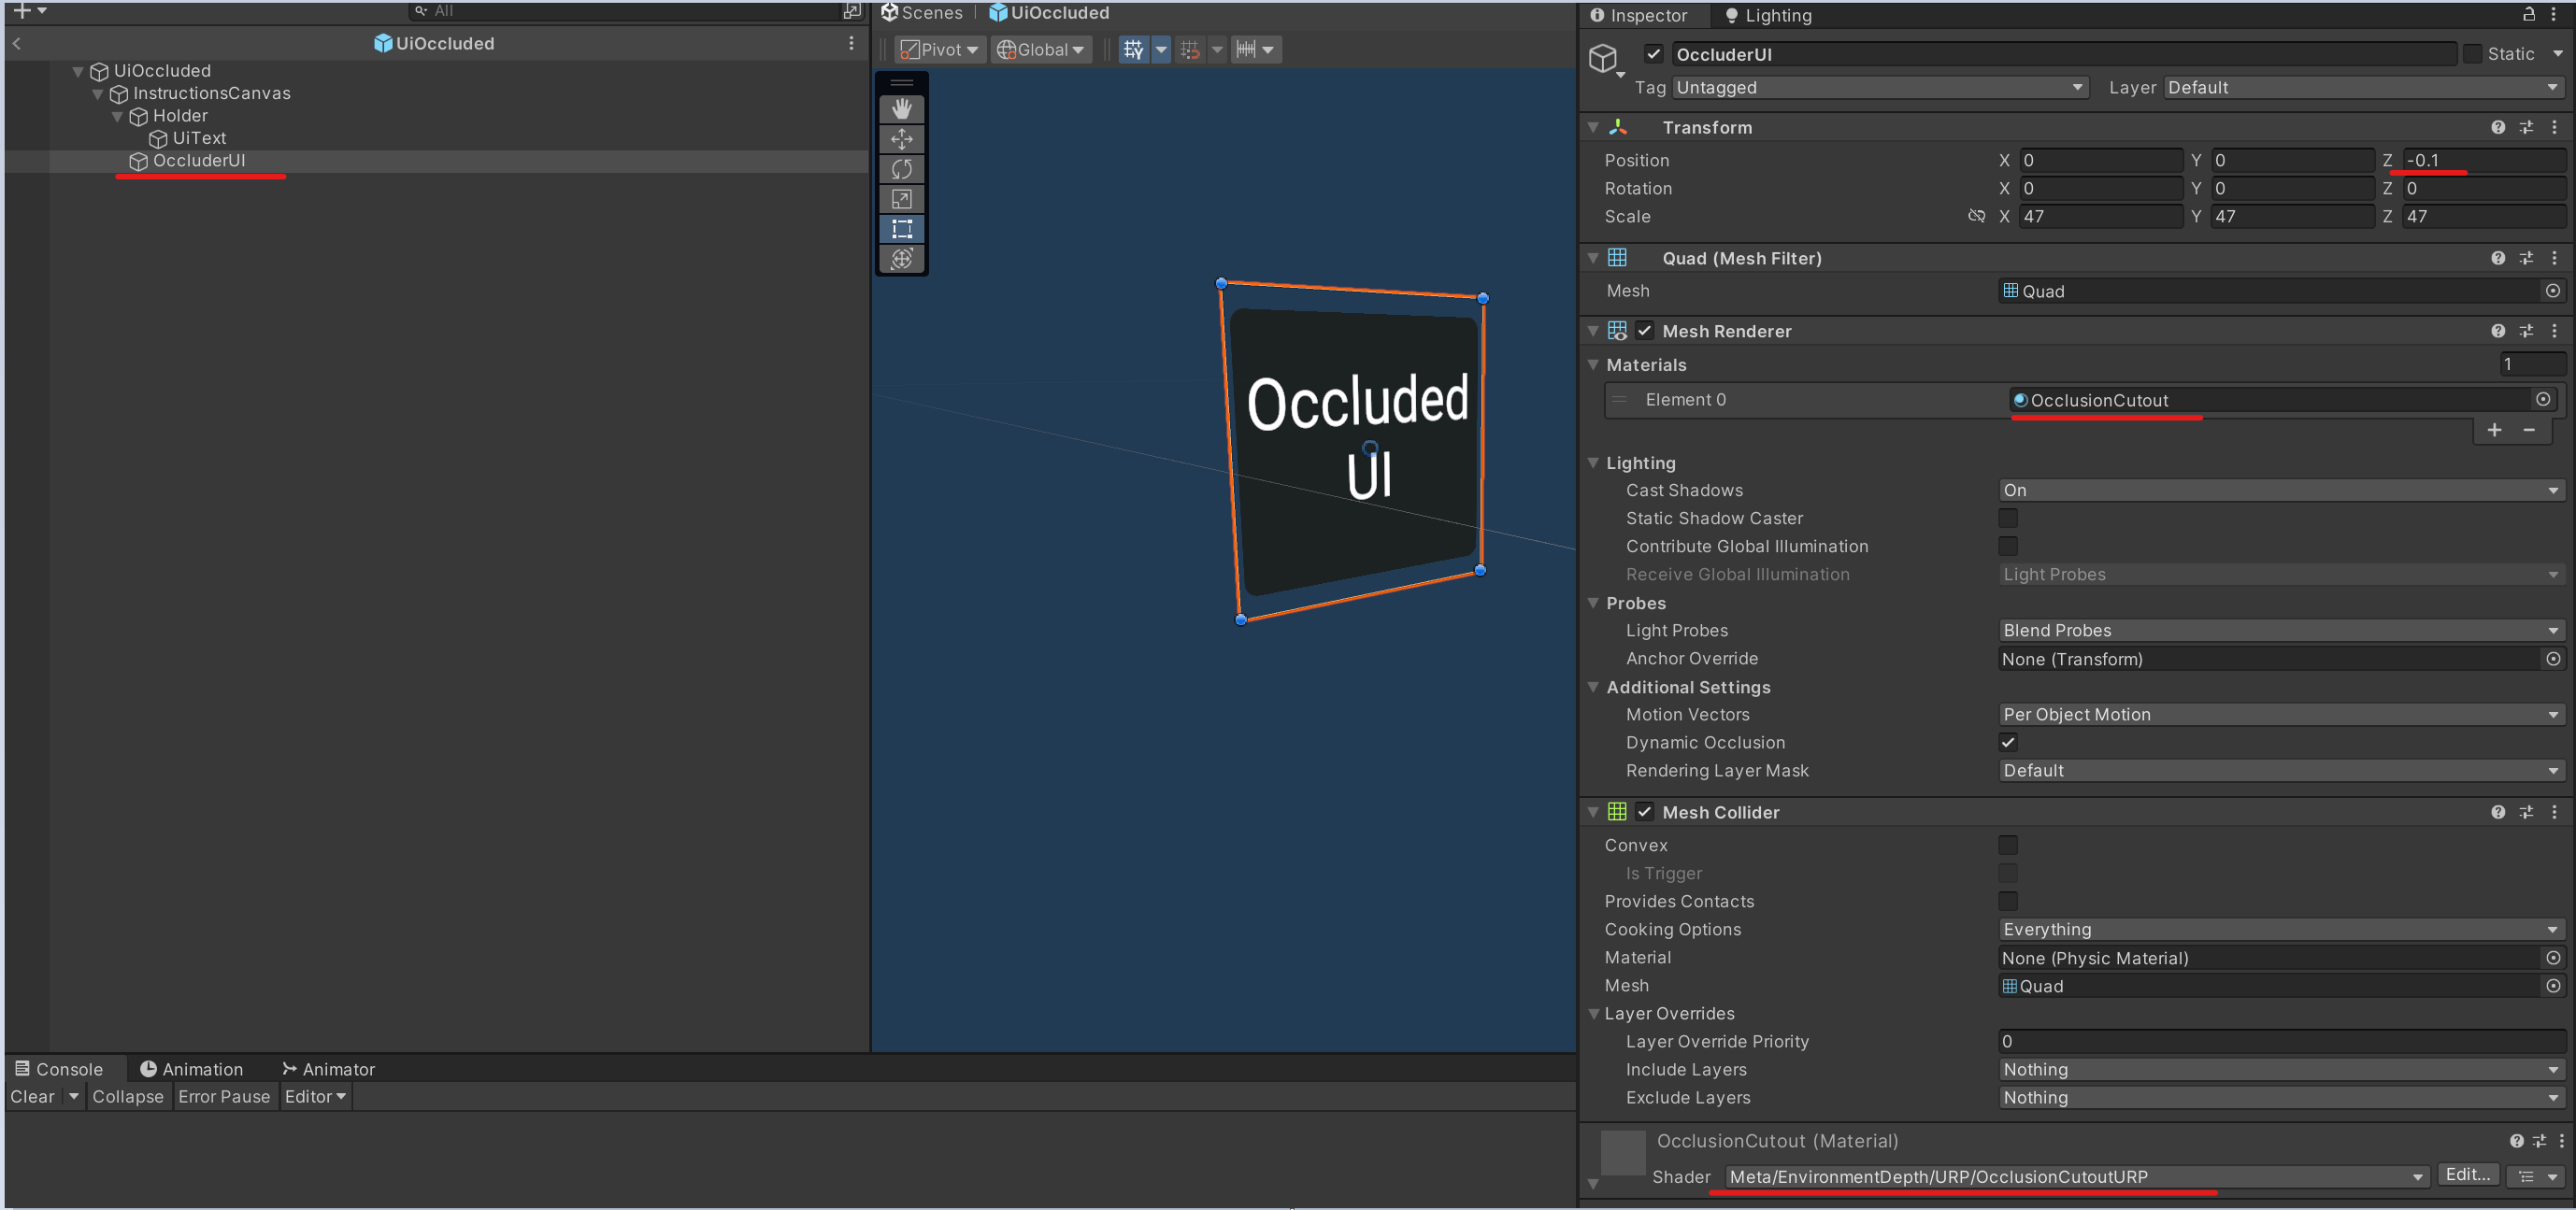 All
UiOccluded
UiOccluded
InstructionsCanvas
Holder
UiText
OccluderUI
Scenes | UiOccluded
Pivot Global
Occluded
UI
Inspector Lighting
OccluderUI Static
Tag Untagged Layer Default
Transform
Position X 0 Y 0 Z -0.1
Rotation X 0 Y 0 Z 0
Scale X 47 Y 47 Z 47
Quad (Mesh Filter)
Mesh Quad
Mesh Renderer
Materials 1
Element 0 OcclusionCutout
Lighting
Cast Shadows On
Static Shadow Caster
Contribute Global Illumination
Receive Global Illumination Light Probes
Probes
Light Probes Blend Probes
Anchor Override None (Transform)
Additional Settings
Motion Vectors Per Object Motion
Dynamic Occlusion
Rendering Layer Mask Default
Mesh Collider
Convex
Is Trigger
Provides Contacts
Cooking Options Everything
Material None (Physic Material)
Mesh Quad
Layer Overrides
Layer Override Priority 0
Include Layers Nothing
Exclude Layers Nothing
OcclusionCutout (Material)
Shader Meta/EnvironmentDepth/URP/OcclusionCutoutURP Edit...
Console Animation Animator
Clear Collapse Error Pause Editor